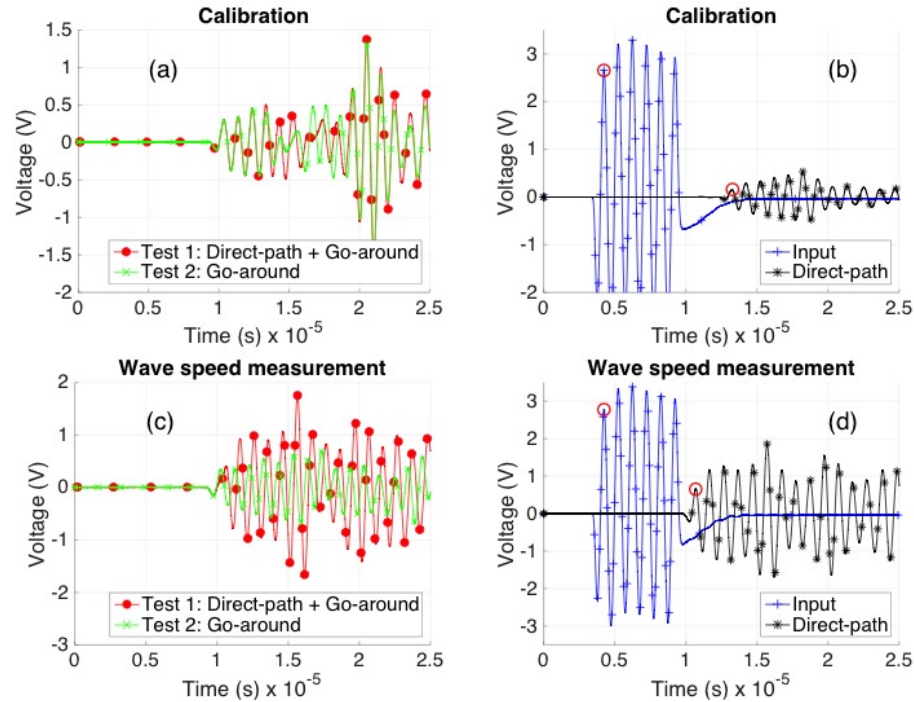 Calibration
1.5
1
0.5
0
-0.5
-1
-1.5
-2
Voltage (V)
(a)
Test 1: Direct-path + Go-around
Test 2: Go-around
0 0.5 1 1.5 2 2.5
Time (s) x 10^-5
Calibration
3
2
1
0
-1
-2
Voltage (V)
(b)
Input
Direct-path
0 0.5 1 1.5 2 2.5
Time (s) x 10^-5
Wave speed measurement
2
1
0
-1
-2
-3
Voltage (V)
(c)
Test 1: Direct-path + Go-around
Test 2: Go-around
0 0.5 1 1.5 2 2.5
Time (s) x 10^-5
Wave speed measurement
3
2
1
0
-1
-2
-3
Voltage (V)
(d)
Input
Direct-path
0 0.5 1 1.5 2 2.5
Time (s) x 10^-5